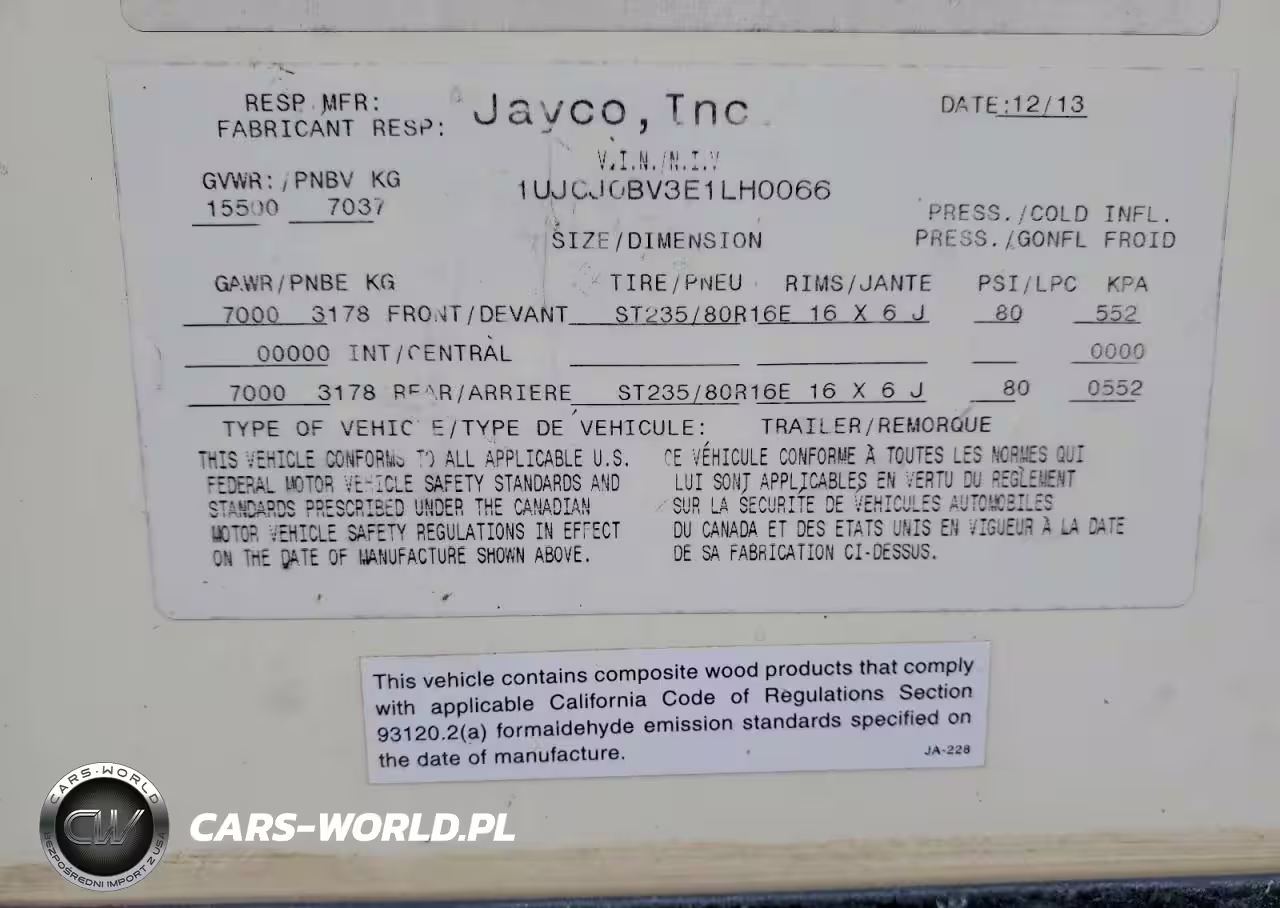 RESP MFR:
FABRICANT RESP:
Jayco, Inc
DATE:12/13
V.I.N./N.I.V
1UJCJ0BV3E1LH0066
GVWR: /PNBV KG
15500 7037
SIZE/DIMENSION
PRESS./COLD INFL.
PRESS./GONFL FROID
GAWR/PNBE KG TIRE/PNEU RIMS/JANTE PSI/LPC KPA
7000 3178 FRONT/DEVANT ST235/80R16E 16 X 6 J 80 552
00000 INT/CENTRAL 0000
7000 3178 REAR/ARRIERE ST235/80R16E 16 X 6 J 80 0552
TYPE OF VEHICLE/TYPE DE VEHICULE: TRAILER/REMORQUE
THIS VEHICLE CONFORMS TO ALL APPLICABLE U.S.
FEDERAL MOTOR VEHICLE SAFETY STANDARDS AND
STANDARDS PRESCRIBED UNDER THE CANADIAN
MOTOR VEHICLE SAFETY REGULATIONS IN EFFECT
ON THE DATE OF MANUFACTURE SHOWN ABOVE.
CE VÉHICULE CONFORME À TOUTES LES NORMES QUI
LUI SONT APPLICABLES EN VERTU DU REGLEMENT
SUR LA SECURITE DE VEHICULES AUTOMOBILES
DU CANADA ET DES ETATS UNIS EN VIGUEUR À LA DATE
DE SA FABRICATION CI-DESSUS.
This vehicle contains composite wood products that comply
with applicable California Code of Regulations Section
93120.2(a) formaldehyde emission standards specified on
the date of manufacture.
JA-228
CARS-WORLD
CW
BEZPOŚREDNI IMPORT Z USA
CARS-WORLD.PL